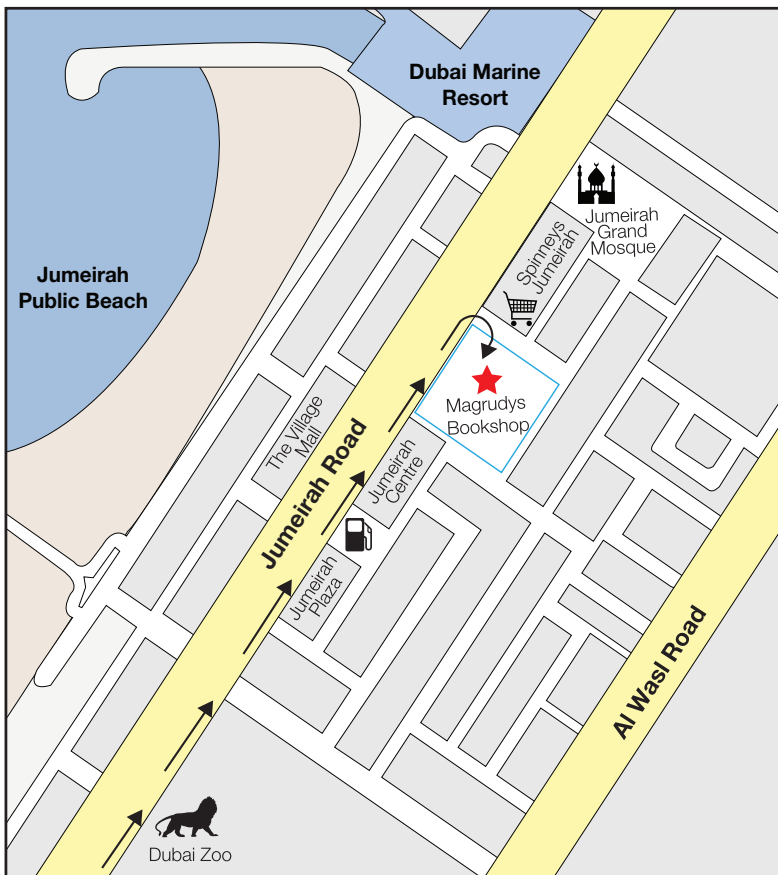 Dubai Marine
Resort
Jumeirah
Grand
Mosque
Spinneys
Jumeirah
Jumeirah
Public Beach
Magrudys
Bookshop
The Village
Mall
Jumeirah Road
Jumeirah
Centre
Jumeirah
Plaza
Al Wasl Road
Dubai Zoo